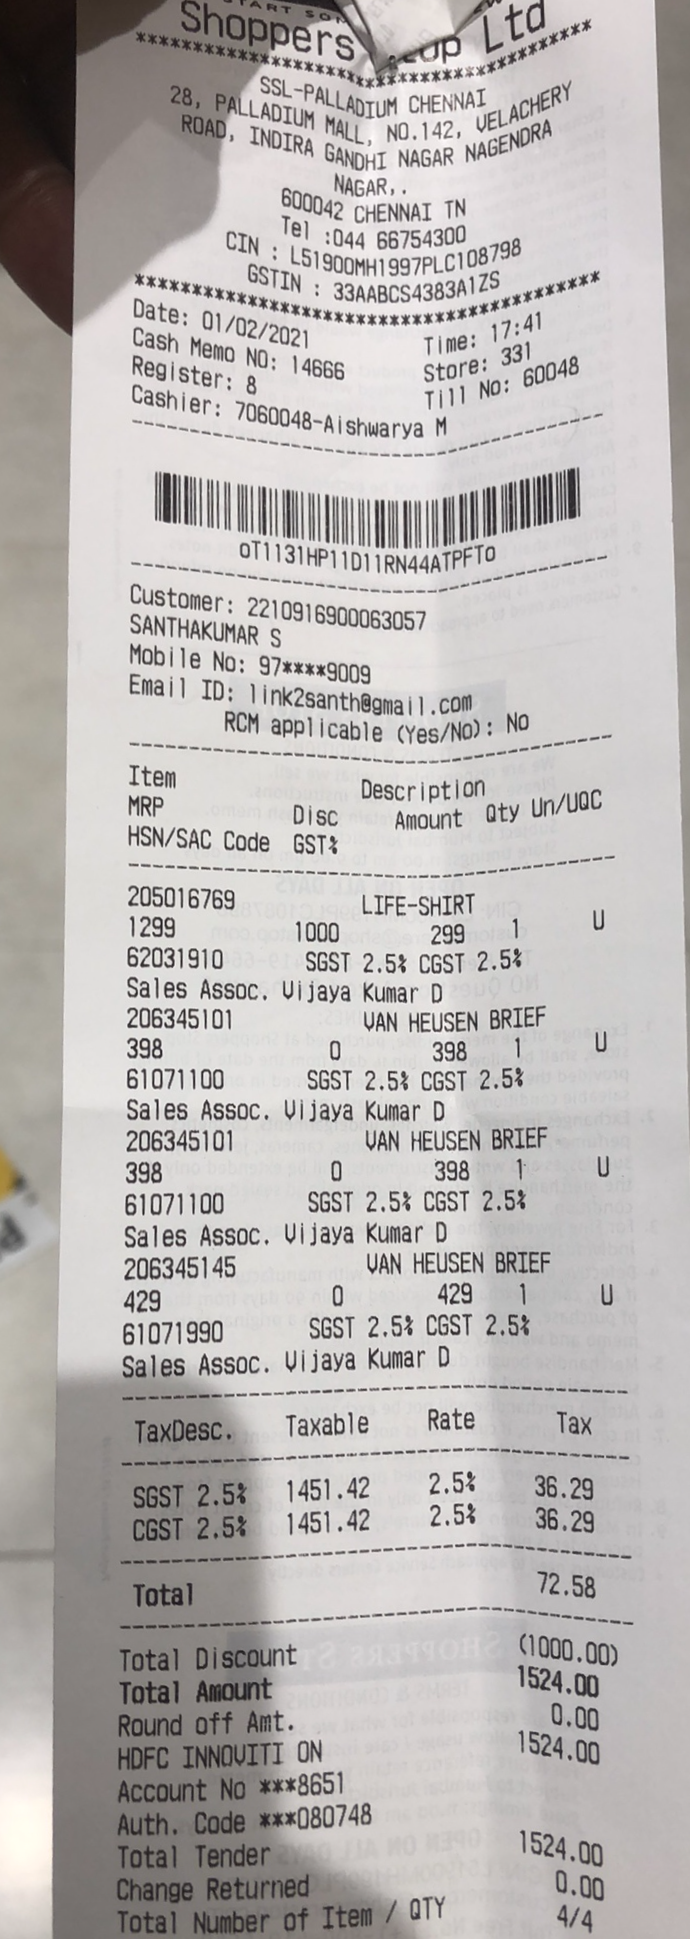 START
Shoppers Stop Ltd
****************************************
SSL-PALLADIUM CHENNAI
28, PALLADIUM MALL, NO.142, VELACHERY
ROAD, INDIRA GANDHI NAGAR NAGENDRA
NAGAR,.
600042 CHENNAI TN
Tel :044 66754300
CIN : L51900MH1997PLC108798
GSTIN : 33AABCS4383A1ZS
****************************************
Date: 01/02/2021 Time: 17:41
Cash Memo NO: 14666 Store: 331
Register: 8 Till No: 60048
Cashier: 7060048-Aishwarya M
oT1131HP11D11RN44ATPFTo
Customer: 2210916900063057
SANTHAKUMAR S
Mobile No: 97****9009
Email ID: link2santh@gmail.com
RCM applicable (Yes/No): No
Item Description
MRP Disc Amount Qty Un/UQC
HSN/SAC Code GST%
205016769 LIFE-SHIRT
1299 1000 299 1 U
62031910 SGST 2.5% CGST 2.5%
Sales Assoc. Vijaya Kumar D
206345101 VAN HEUSEN BRIEF
398 0 398 1 U
61071100 SGST 2.5% CGST 2.5%
Sales Assoc. Vijaya Kumar D
206345101 VAN HEUSEN BRIEF
398 0 398 1 U
61071100 SGST 2.5% CGST 2.5%
Sales Assoc. Vijaya Kumar D
206345145 VAN HEUSEN BRIEF
429 0 429 1 U
61071990 SGST 2.5% CGST 2.5%
Sales Assoc. Vijaya Kumar D
TaxDesc. Taxable Rate Tax
SGST 2.5% 1451.42 2.5% 36.29
CGST 2.5% 1451.42 2.5% 36.29
Total 72.58
Total Discount (1000.00)
Total Amount 1524.00
Round off Amt. 0.00
HDFC INNOVITI ON 1524.00
Account No ***8651
Auth. Code ***080748
Total Tender 1524.00
Change Returned 0.00
Total Number of Item / QTY 4/4